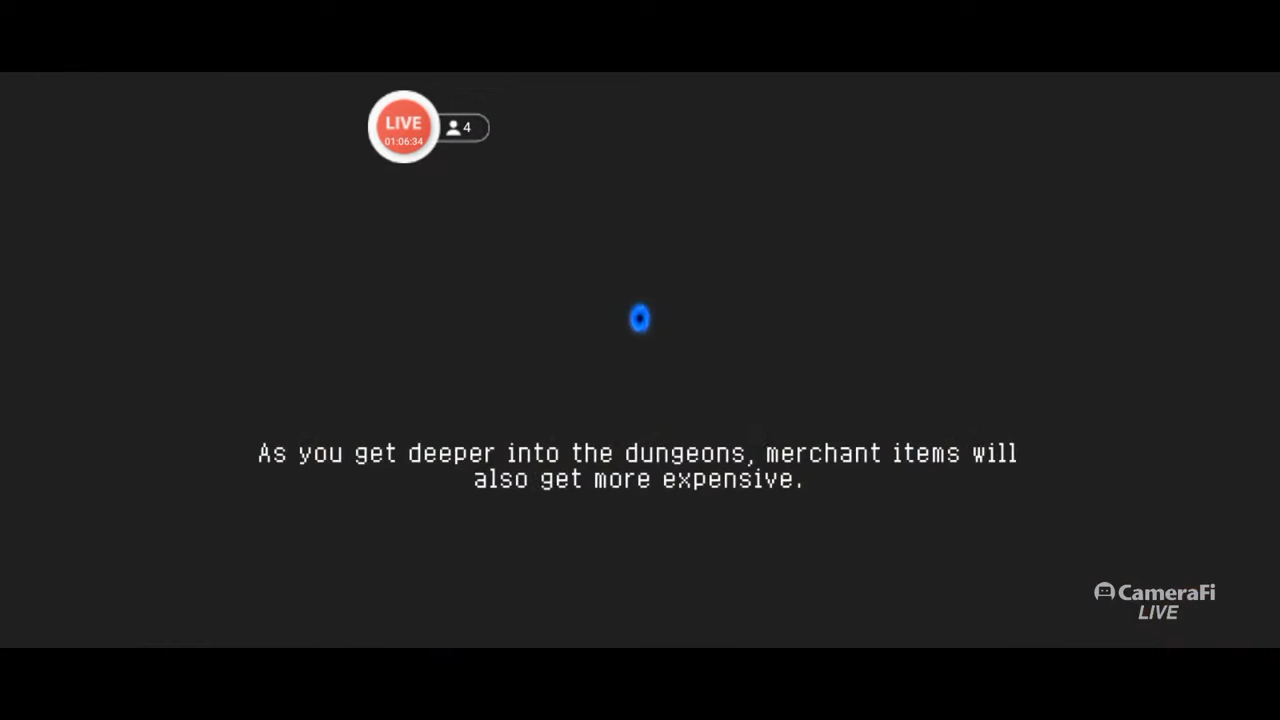 LIVE
01:06:34
4
As you get deeper into the dungeons, merchant items will
also get more expensive.
CameraFi
LIVE